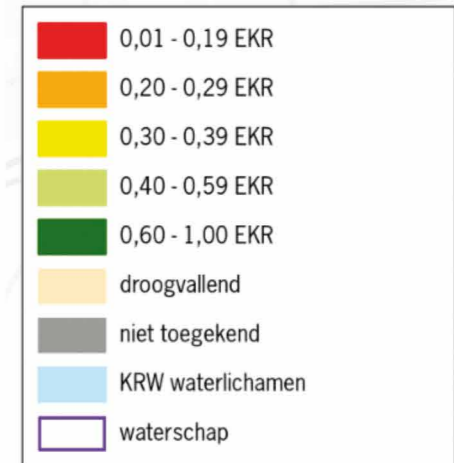 0,01 - 0,19 EKR
0,20 - 0,29 EKR
0,30 - 0,39 EKR
0,40 - 0,59 EKR
0,60 - 1,00 EKR
droogvallend
niet toegekend
KRW waterlichamen
waterschap